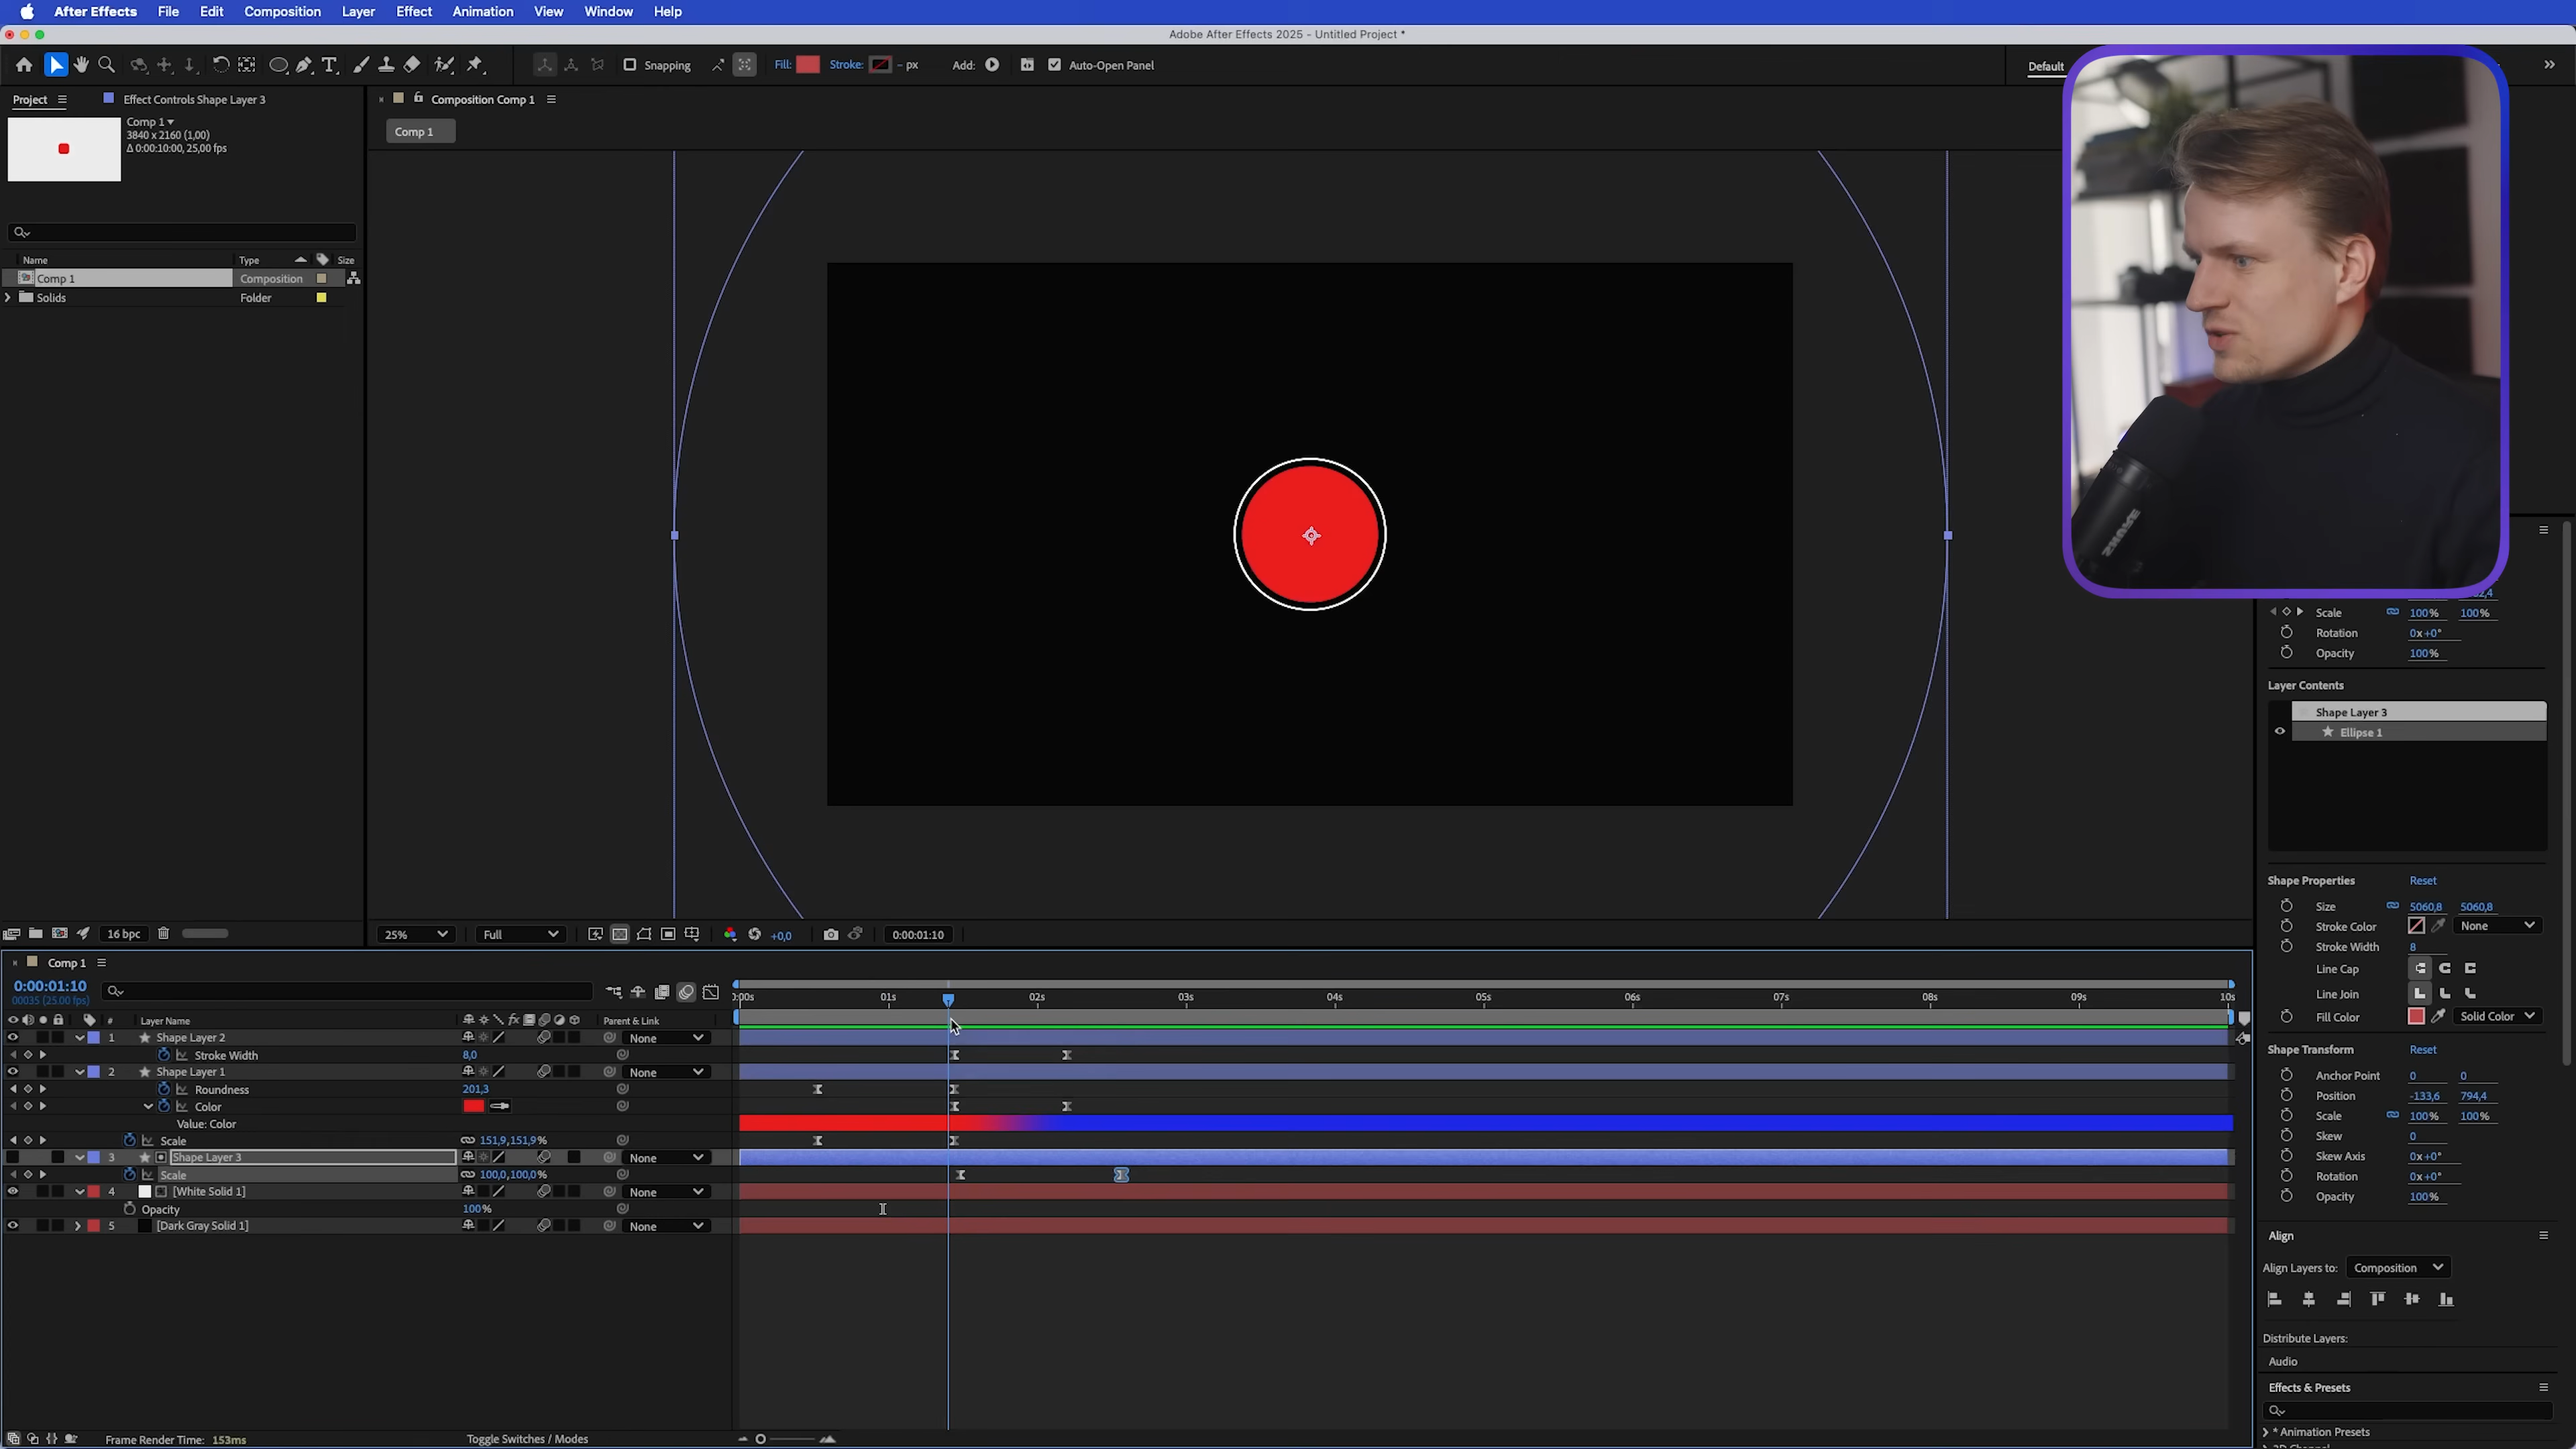 After Effects File Edit Composition Layer Effect Animation View Window Help
Adobe After Effects 2025 - Untitled Project *
Snapping Fill: Stroke: - px Add: Auto-Open Panel Default
Project Effect Controls Shape Layer 3
Composition Comp 1
Comp 1
3840 x 2160 (1,00)
Δ 0:00:10:00, 25,00 fps
Comp 1
Name Type Size
Comp 1 Composition
Solids Folder
Scale 100% 100%
Rotation 0x+0°
Opacity 100%
Layer Contents
Shape Layer 3
Ellipse 1
Shape Properties Reset
Size 5060,8 5060,8
Stroke Color None
Stroke Width 8
Line Cap
Line Join
Fill Color Solid Color
Shape Transform Reset
Anchor Point 0 0
Position -133,6 794,4
Scale 100% 100%
Skew 0
Skew Axis 0x+0°
Rotation 0x+0°
Opacity 100%
Align
Align Layers to: Composition
Distribute Layers:
Audio
Effects & Presets
* Animation Presets
16 bpc
25% Full +0,0 0:00:01:10
Comp 1
0:00:01:10
00035 (25.00 fps)
:00s 01s 02s 03s 04s 05s 06s 07s 08s 09s 10s
# Layer Name fx Parent & Link
1 Shape Layer 2 None
Stroke Width 8,0
2 Shape Layer 1 None
Roundness 201,3
Color
Value: Color
Scale 151,9,151,9%
3 Shape Layer 3 None
Scale 100,0,100,0%
4 [White Solid 1] None
Opacity 100%
5 [Dark Gray Solid 1] None
Frame Render Time: 153ms Toggle Switches / Modes